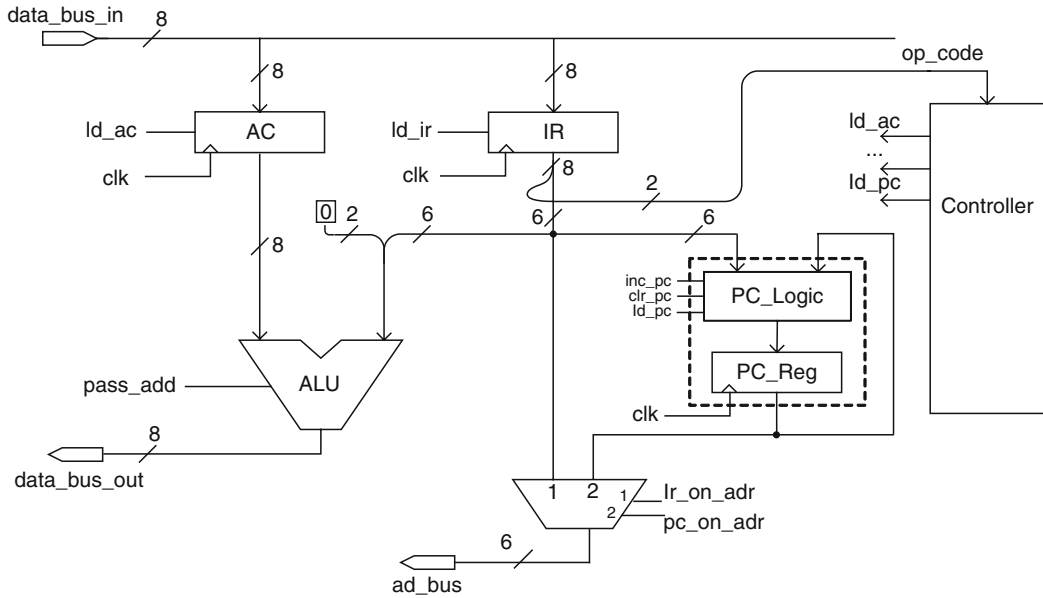 data_bus_in
8
8
8
op_code
ld_ac
AC
clk
ld_ir
IR
clk
8
2
ld_ac
...
ld_pc
Controller
0
2
6
6
6
8
inc_pc
clr_pc
ld_pc
PC_Logic
PC_Reg
clk
pass_add
ALU
8
data_bus_out
1
2
1
2
Ir_on_adr
pc_on_adr
6
ad_bus